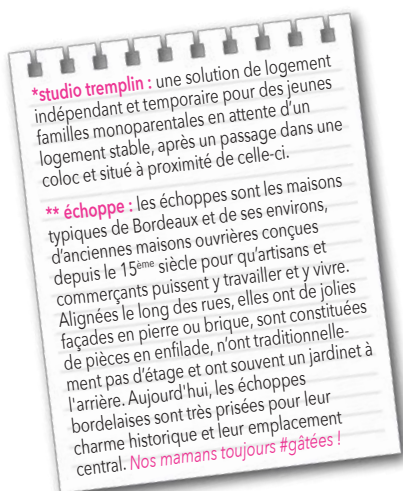 *studio tremplin : une solution de logement
indépendant et temporaire pour des jeunes
familles monoparentales en attente d'un
logement stable, après un passage dans une
coloc et situé à proximité de celle-ci.
** échoppe : les échoppes sont les maisons
typiques de Bordeaux et de ses environs,
d'anciennes maisons ouvrières conçues
depuis le 15ème siècle pour qu'artisans et
commerçants puissent y travailler et y vivre.
Alignées le long des rues, elles ont de jolies
façades en pierre ou brique, sont constituées
de pièces en enfilade, n'ont traditionnelle-
ment pas d'étage et ont souvent un jardinet à
l'arrière. Aujourd'hui, les échoppes
bordelaises sont très prisées pour leur
charme historique et leur emplacement
central. Nos mamans toujours #gâtées !